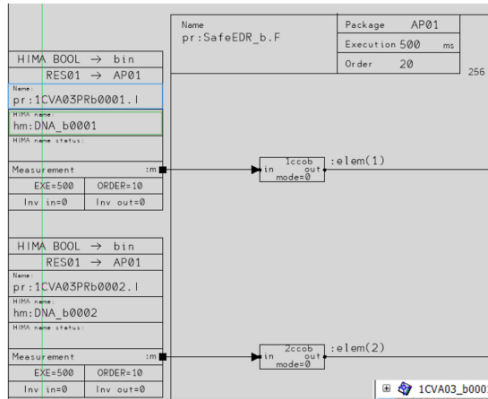 Name
pr:SafeEDR_b.F
Package AP01
Execution 500 ms
Order 20
256
HIMA BOOL → bin
RES01 → AP01
Name:
pr:1CVA03PRb0001.I
HIMA name:
hm:DNA_b0001
HIMA name status:
Measurement :m
EXE=500 ORDER=10
Inv in=0 Inv out=0
1ccob :elem(1)
in out
mode=0
HIMA BOOL → bin
RES01 → AP01
Name:
pr:1CVA03PRb0002.I
HIMA name:
hm:DNA_b0002
HIMA name status:
Measurement :m
EXE=500 ORDER=10
Inv in=0 Inv out=0
2ccob :elem(2)
in out
mode=0